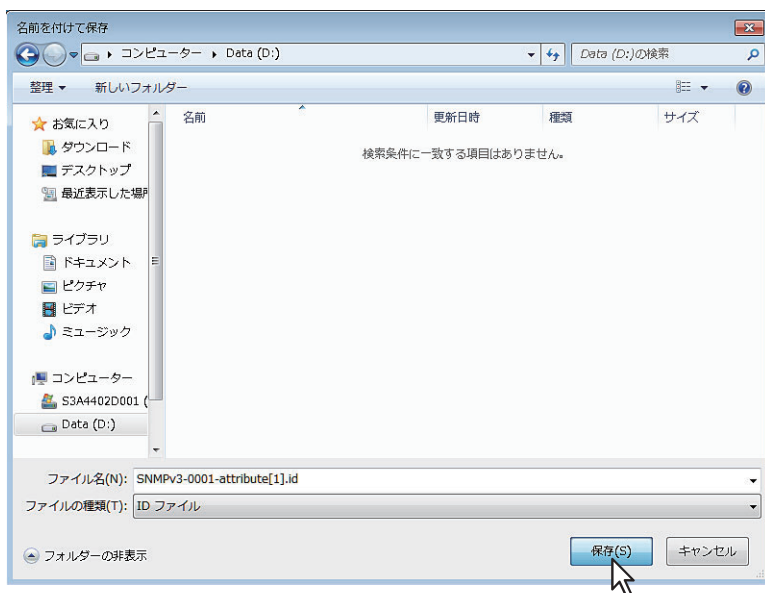 名前を付けて保存
コンピューター ▸ Data (D:)
Data (D:)の検索
整理 新しいフォルダー
名前 更新日時 種類 サイズ
検索条件に一致する項目はありません。
お気に入り
ダウンロード
デスクトップ
最近表示した場所
ライブラリ
ドキュメント
ピクチャ
ビデオ
ミュージック
コンピューター
S3A4402D001 (
Data (D:)
ファイル名(N): SNMPv3-0001-attribute[1].id
ファイルの種類(T): ID ファイル
フォルダーの非表示
保存(S) キャンセル